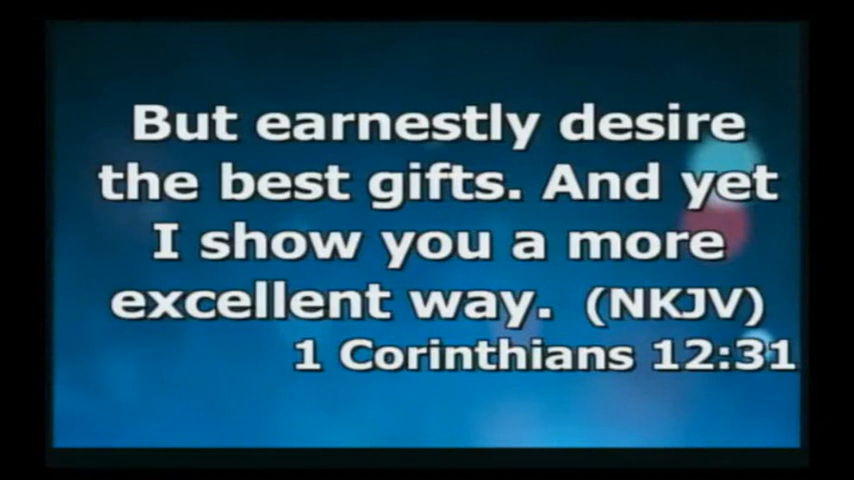 But earnestly desire
the best gifts. And yet
I show you a more
excellent way. (NKJV)
1 Corinthians 12:31